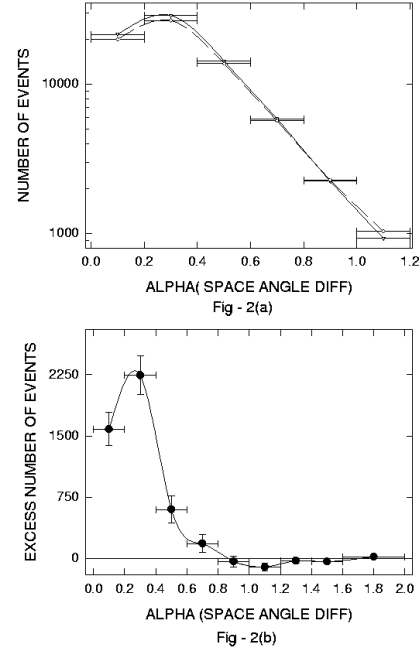 NUMBER OF EVENTS
10000
1000
0.0 0.2 0.4 0.6 0.8 1.0 1.2
ALPHA( SPACE ANGLE DIFF)
Fig - 2(a)
EXCESS NUMBER OF EVENTS
2250
1500
750
0
0.0 0.2 0.4 0.6 0.8 1.0 1.2 1.4 1.6 1.8 2.0
ALPHA (SPACE ANGLE DIFF)
Fig - 2(b)